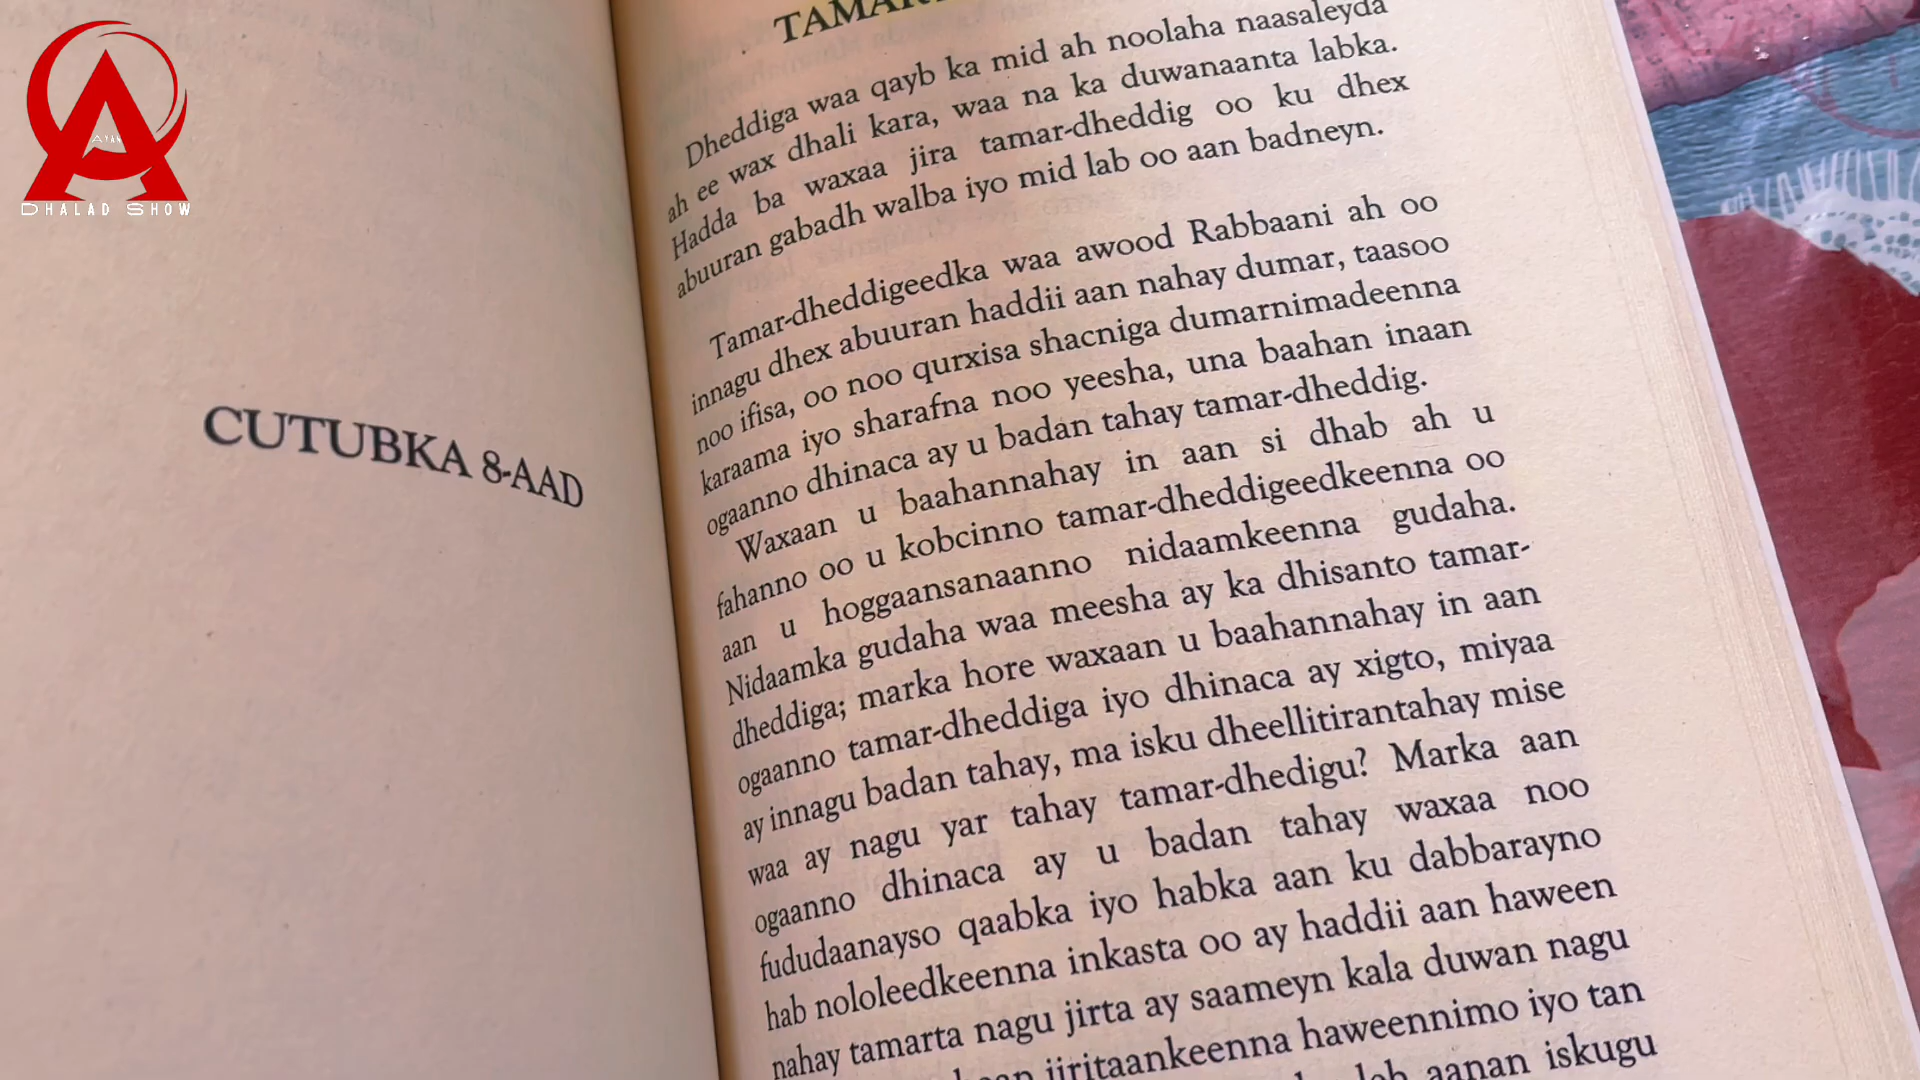 AYAN
DHALAD SHOW
CUTUBKA 8-AAD
Dheddiga waa qayb ka mid ah noolaha naasaleyda
ah ee wax dhali kara, waa na ka duwanaanta labka.
Hadda ba waxaa jira tamar-dheddig oo ku dhex
abuuran gabadh walba iyo mid lab oo aan badneyn.
Tamar-dheddigeedka waa awood Rabbaani ah oo
innagu dhex abuuran haddii aan nahay dumar, taasoo
noo ifisa, oo noo qurxisa shacniga dumarnimadeenna
karaama iyo sharafna noo yeesha, una baahan inaan
ogaanno dhinaca ay u badan tahay tamar-dheddig.
Waxaan u baahannahay in aan si dhab ah u
fahanno oo u kobcinno tamar-dheddigeedkeenna oo
aan u hoggaansanaanno nidaamkeenna gudaha.
Nidaamka gudaha waa meesha ay ka dhisanto tamar-
dheddiga; marka hore waxaan u baahannahay in aan
ogaanno tamar-dheddiga iyo dhinaca ay xigto, miyaa
ay innagu badan tahay, ma isku dheellitirantahay mise
waa ay nagu yar tahay tamar-dhedigu? Marka aan
ogaanno dhinaca ay u badan tahay waxaa noo
fududaanayso qaabka iyo habka aan ku dabbarayno
hab nololeedkeenna inkasta oo ay haddii aan haween
nahay tamarta nagu jirta ay saameyn kala duwan nagu
jiritaankeenna haweennimo iyo tan
aanan iskugu